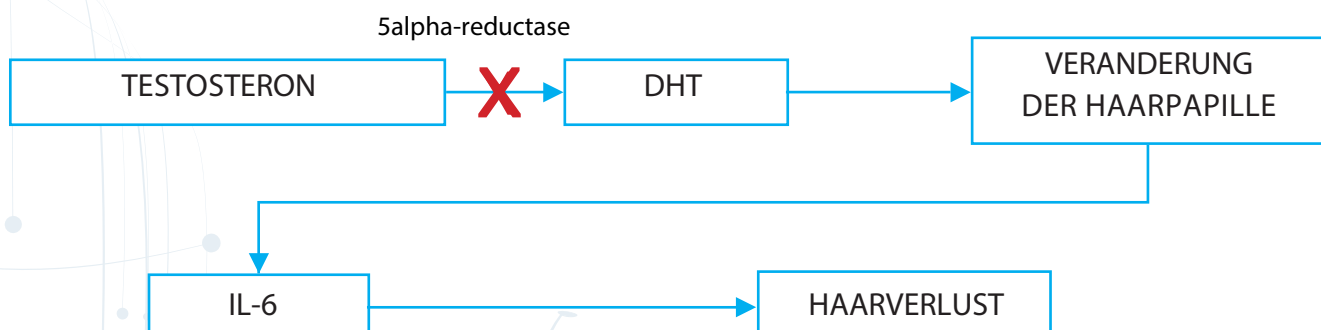 5alpha-reductase
TESTOSTERON
X
DHT
VERANDERUNG
DER HAARPAPILLE
IL-6
HAARVERLUST